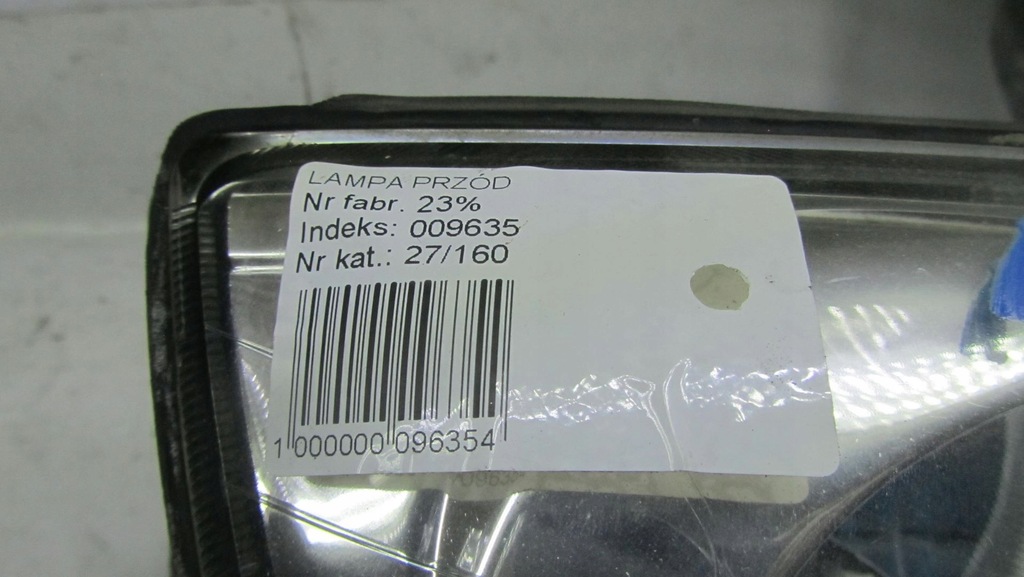 LAMPA PRZÓD
Nr fabr. 23%
Indeks: 009635
Nr kat.: 27/160
1 000000 096354